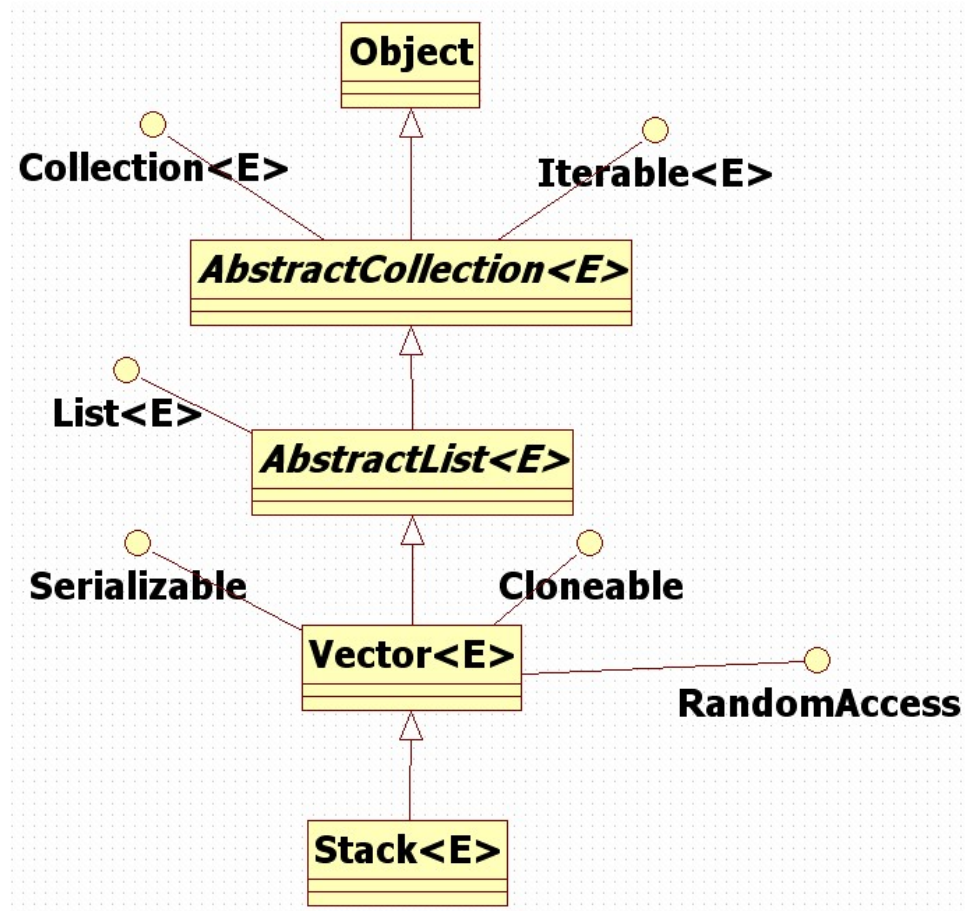 Object
Collection<E>
Iterable<E>
AbstractCollection<E>
List<E>
AbstractList<E>
Serializable
Cloneable
Vector<E>
RandomAccess
Stack<E>